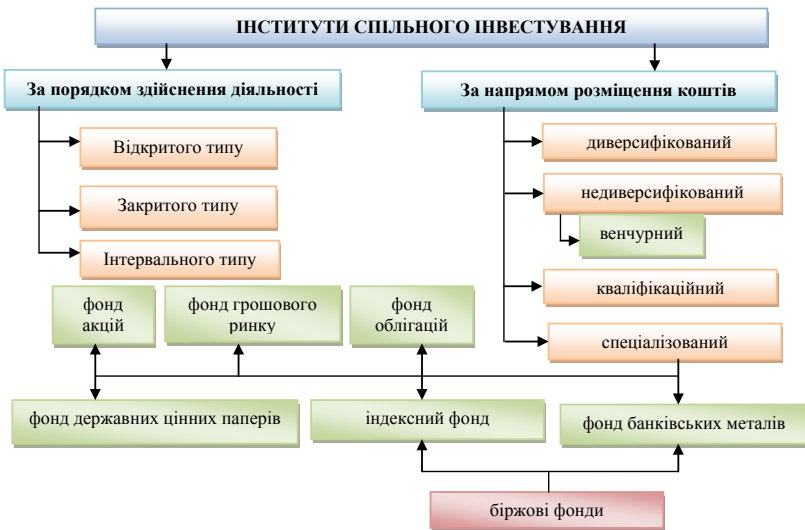 ІНСТИТУТИ СПІЛЬНОГО ІНВЕСТУВАННЯ
За порядком здійснення діяльності
За напрямом розміщення коштів
Відкритого типу
Закритого типу
Інтервального типу
диверсифікований
недиверсифікований
венчурний
кваліфікаційний
спеціалізований
фонд
акцій
фонд грошового
ринку
фонд
облігацій
фонд державних цінних паперів
індексний фонд
фонд банківських металів
біржові фонди